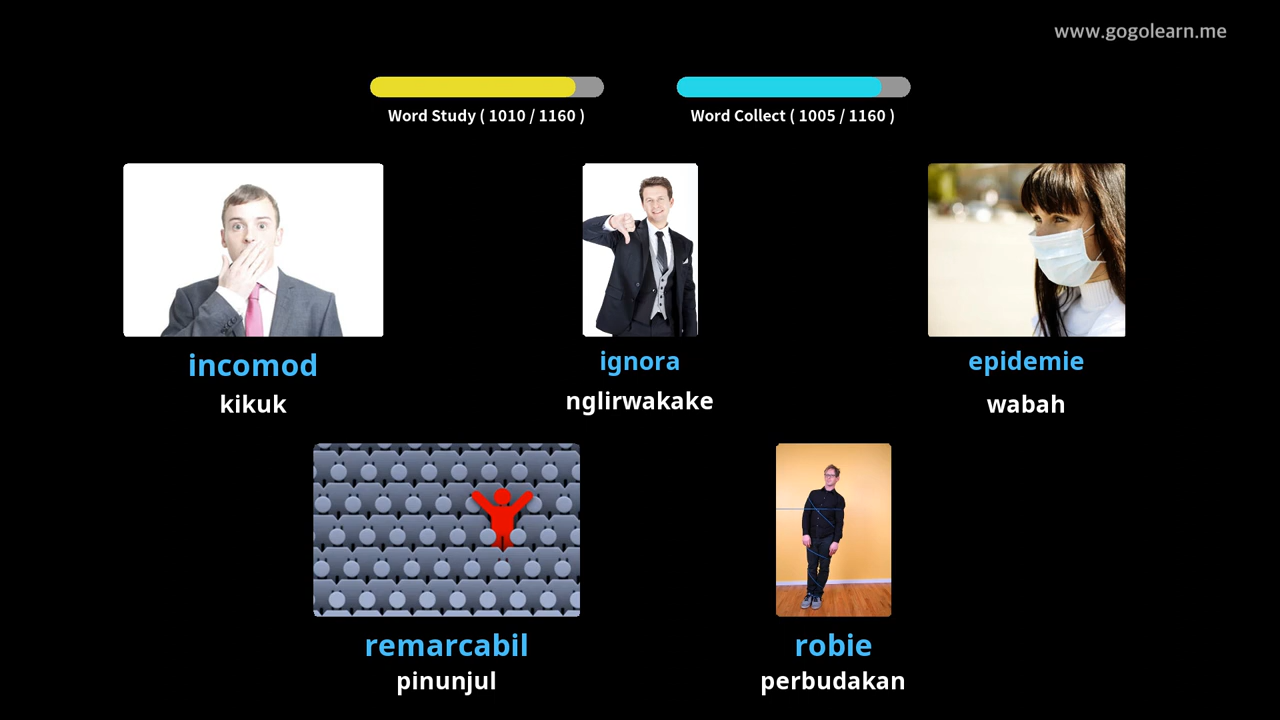 www.gogolearn.me
Word Study ( 1010 / 1160 )
Word Collect ( 1005 / 1160 )
incomod
kikuk
ignora
nglirwakake
epidemie
wabah
remarcabil
pinunjul
robie
perbudakan